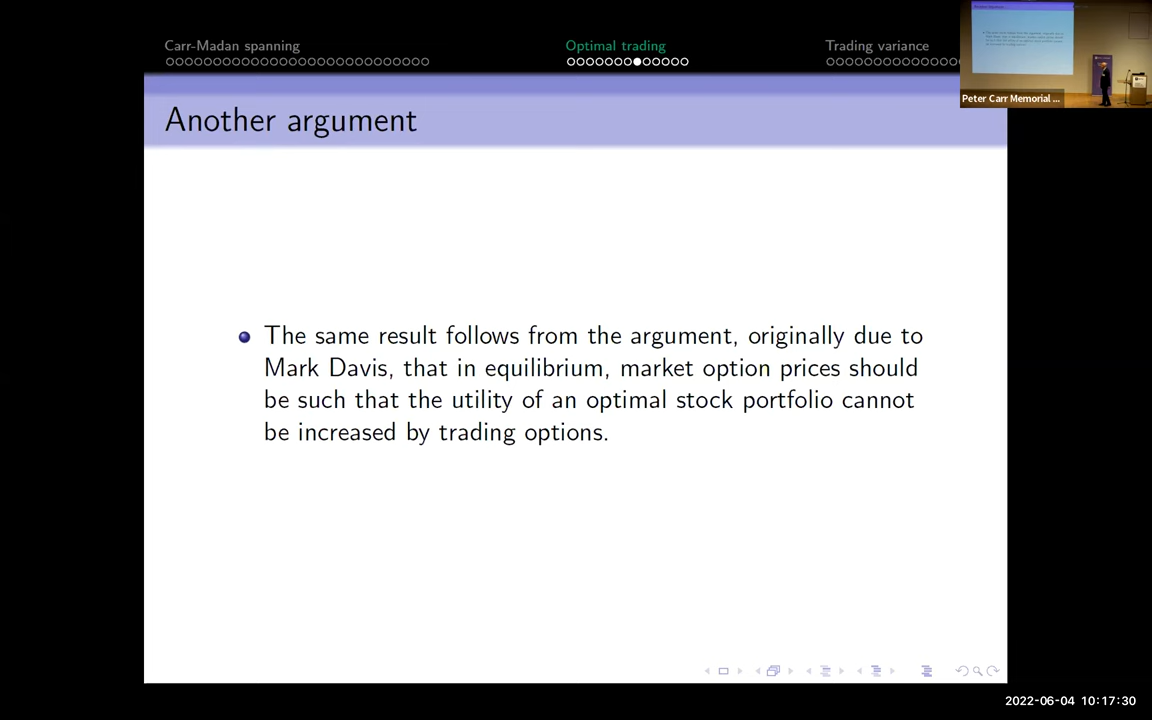 Carr-Madan spanning
Optimal trading
Trading variance
Peter Carr Memorial ...
Another argument
The same result follows from the argument, originally due to
Mark Davis, that in equilibrium, market option prices should
be such that the utility of an optimal stock portfolio cannot
be increased by trading options.
2022-06-04 10:17:30